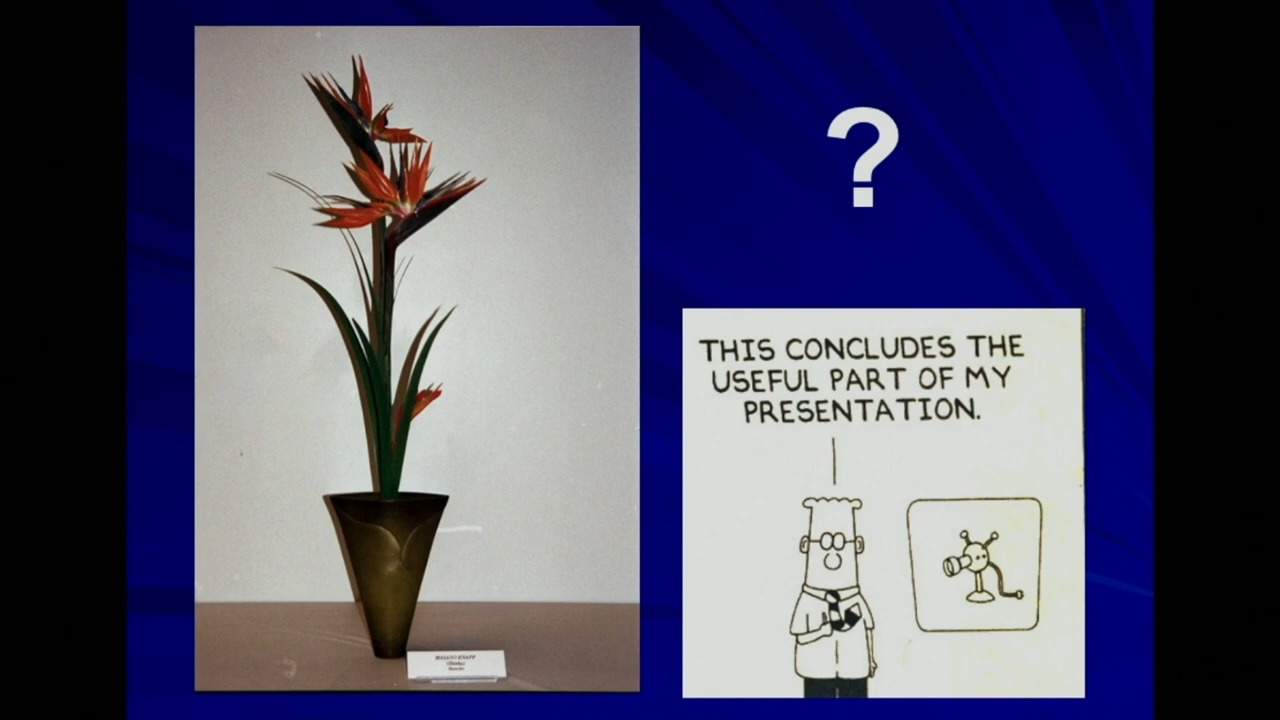 ?
THIS CONCLUDES THE
USEFUL PART OF MY
PRESENTATION.